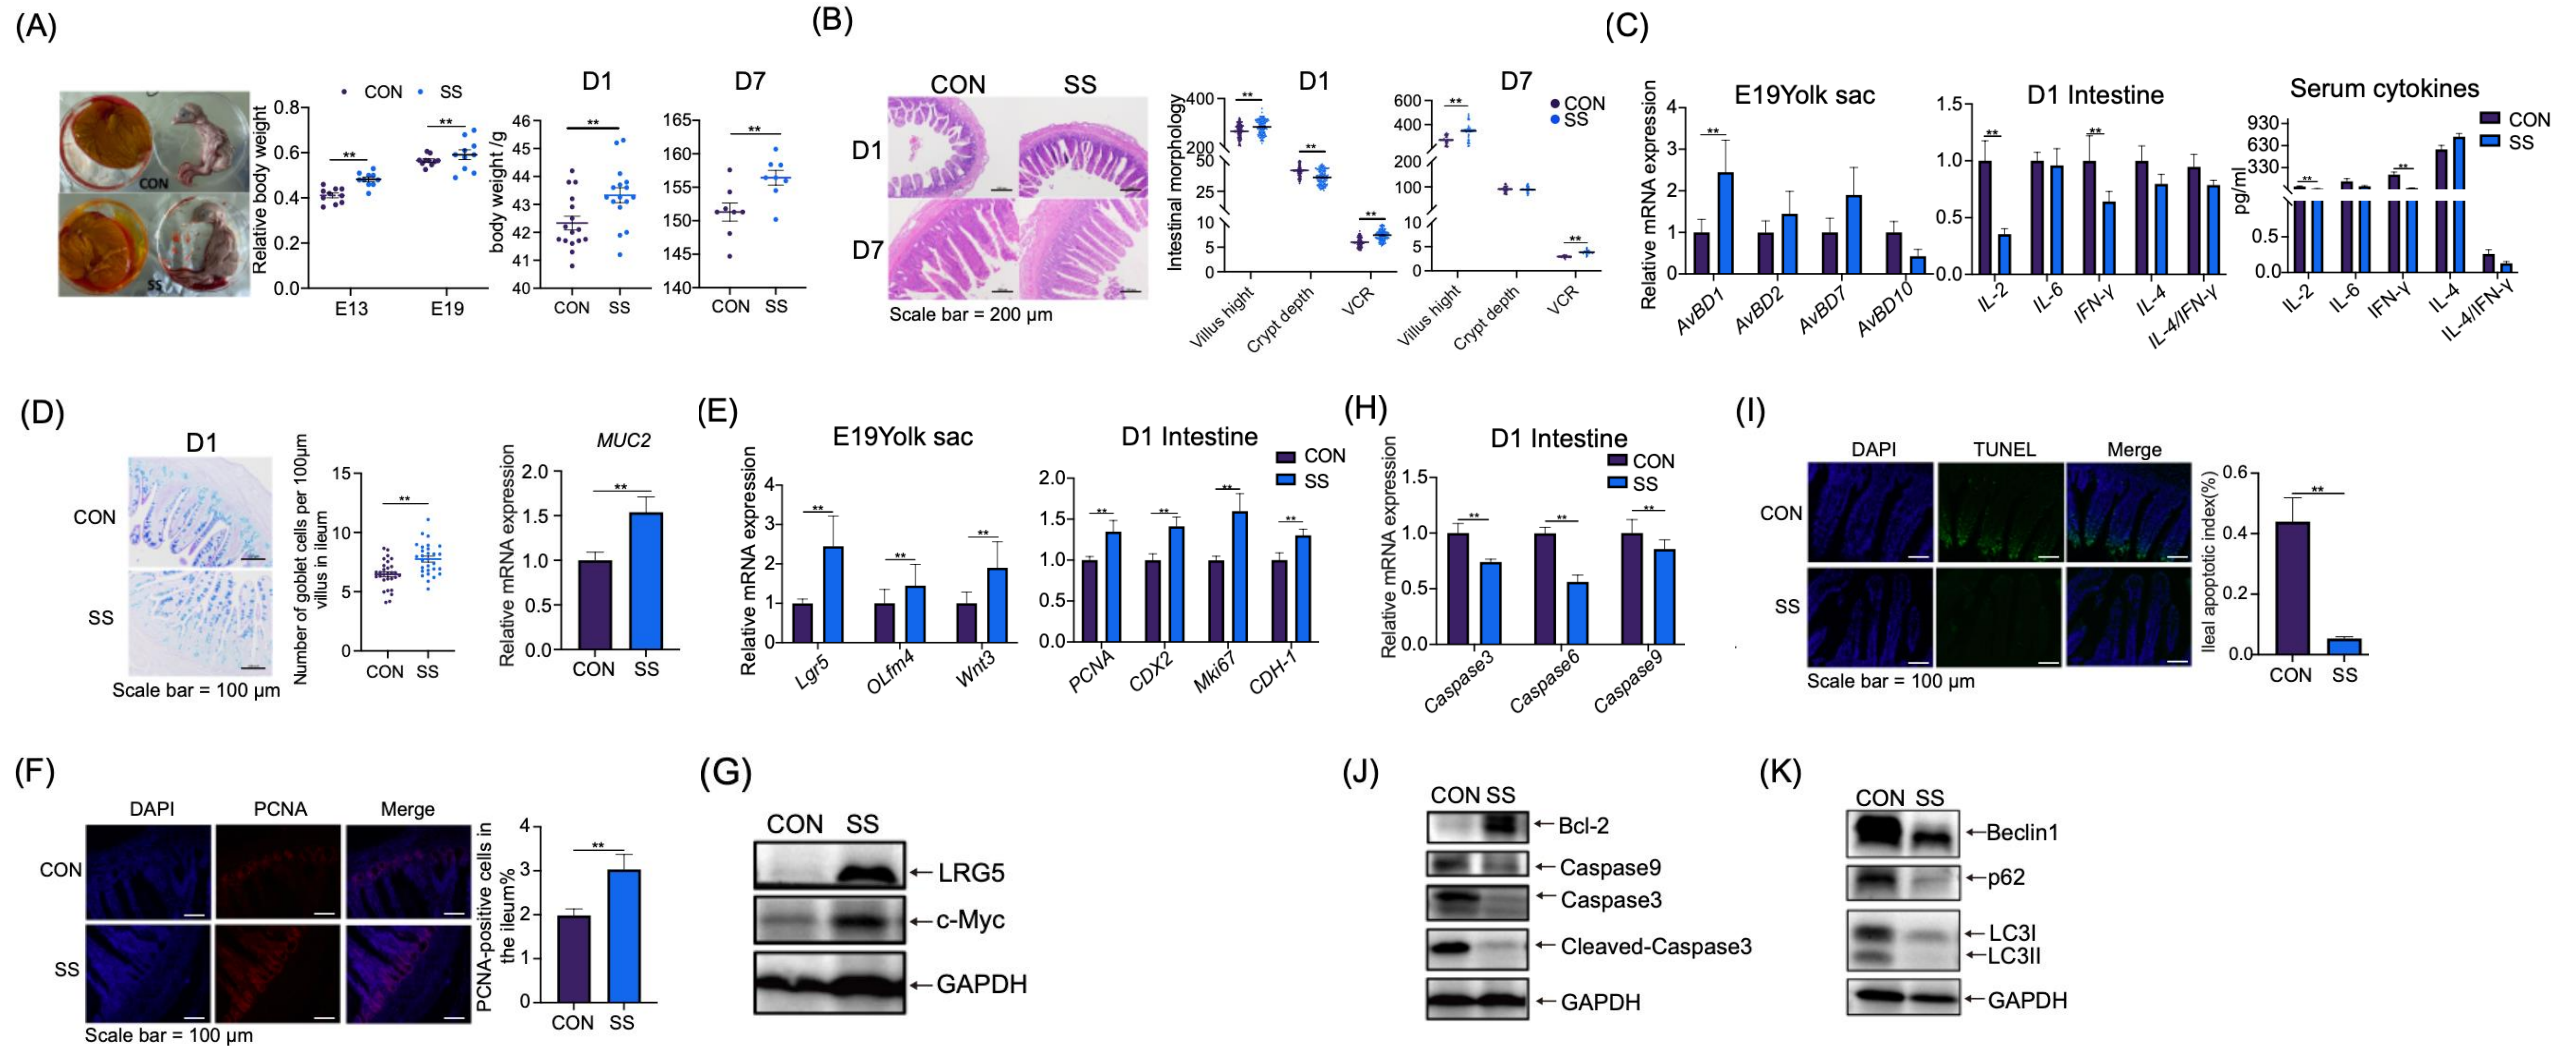 (A)
CON SS
Relative body weight
0.8
0.6
0.4
0.2
0.0
E13 E19
** **
CON
SS
D1
body weight /g
46
45
44
43
42
41
40
**
CON SS
D7
165
160
155
150
145
140
**
CON SS
(B)
CON SS
D1
D7
Scale bar = 200 μm
D1
Intestinal morphology
400
200
50
25
10
5
0
** ** **
Villus hight
Crypt depth
VCR
D7
600
400
200
100
10
5
0
** **
Villus hight
Crypt depth
VCR
CON
SS
(C)
E19Yolk sac
Relative mRNA expression
4
3
2
1
0
**
AvBD1
AvBD2
AvBD7
AvBD10
D1 Intestine
1.5
1.0
0.5
0.0
** **
IL-2
IL-6
IFN-γ
IL-4
IL-4/IFN-γ
Serum cytokines
pg/ml
930
630
330
0.5
0.0
** **
IL-2
IL-6
IFN-γ
IL-4
IL-4/IFN-γ
CON
SS
(D)
D1
CON
SS
Scale bar = 100 μm
Number of goblet cells per 100μm
villus in ileum
15
10
5
0
**
CON SS
MUC2
Relative mRNA expression
2.0
1.5
1.0
0.5
0.0
**
CON SS
(E)
E19Yolk sac
Relative mRNA expression
4
3
2
1
0
** ** **
Lgr5
OLfm4
Wnt3
D1 Intestine
2.0
1.5
1.0
0.5
0.0
** ** ** **
PCNA
CDX2
Mki67
CDH-1
CON
SS
(H)
D1 Intestine
Relative mRNA expression
1.5
1.0
0.5
0.0
** ** **
Caspase3
Caspase6
Caspase9
CON
SS
(I)
DAPI TUNEL Merge
CON
SS
Scale bar = 100 μm
Ileal apoptotic index(%)
0.6
0.4
0.2
0.0
**
CON SS
(F)
DAPI PCNA Merge
CON
SS
Scale bar = 100 μm
PCNA-positive cells in
the ileum%
4
3
2
1
0
**
CON SS
(G)
CON SS
LRG5
c-Myc
GAPDH
(J)
CON SS
Bcl-2
Caspase9
Caspase3
Cleaved-Caspase3
GAPDH
(K)
CON SS
Beclin1
p62
LC3I
LC3II
GAPDH